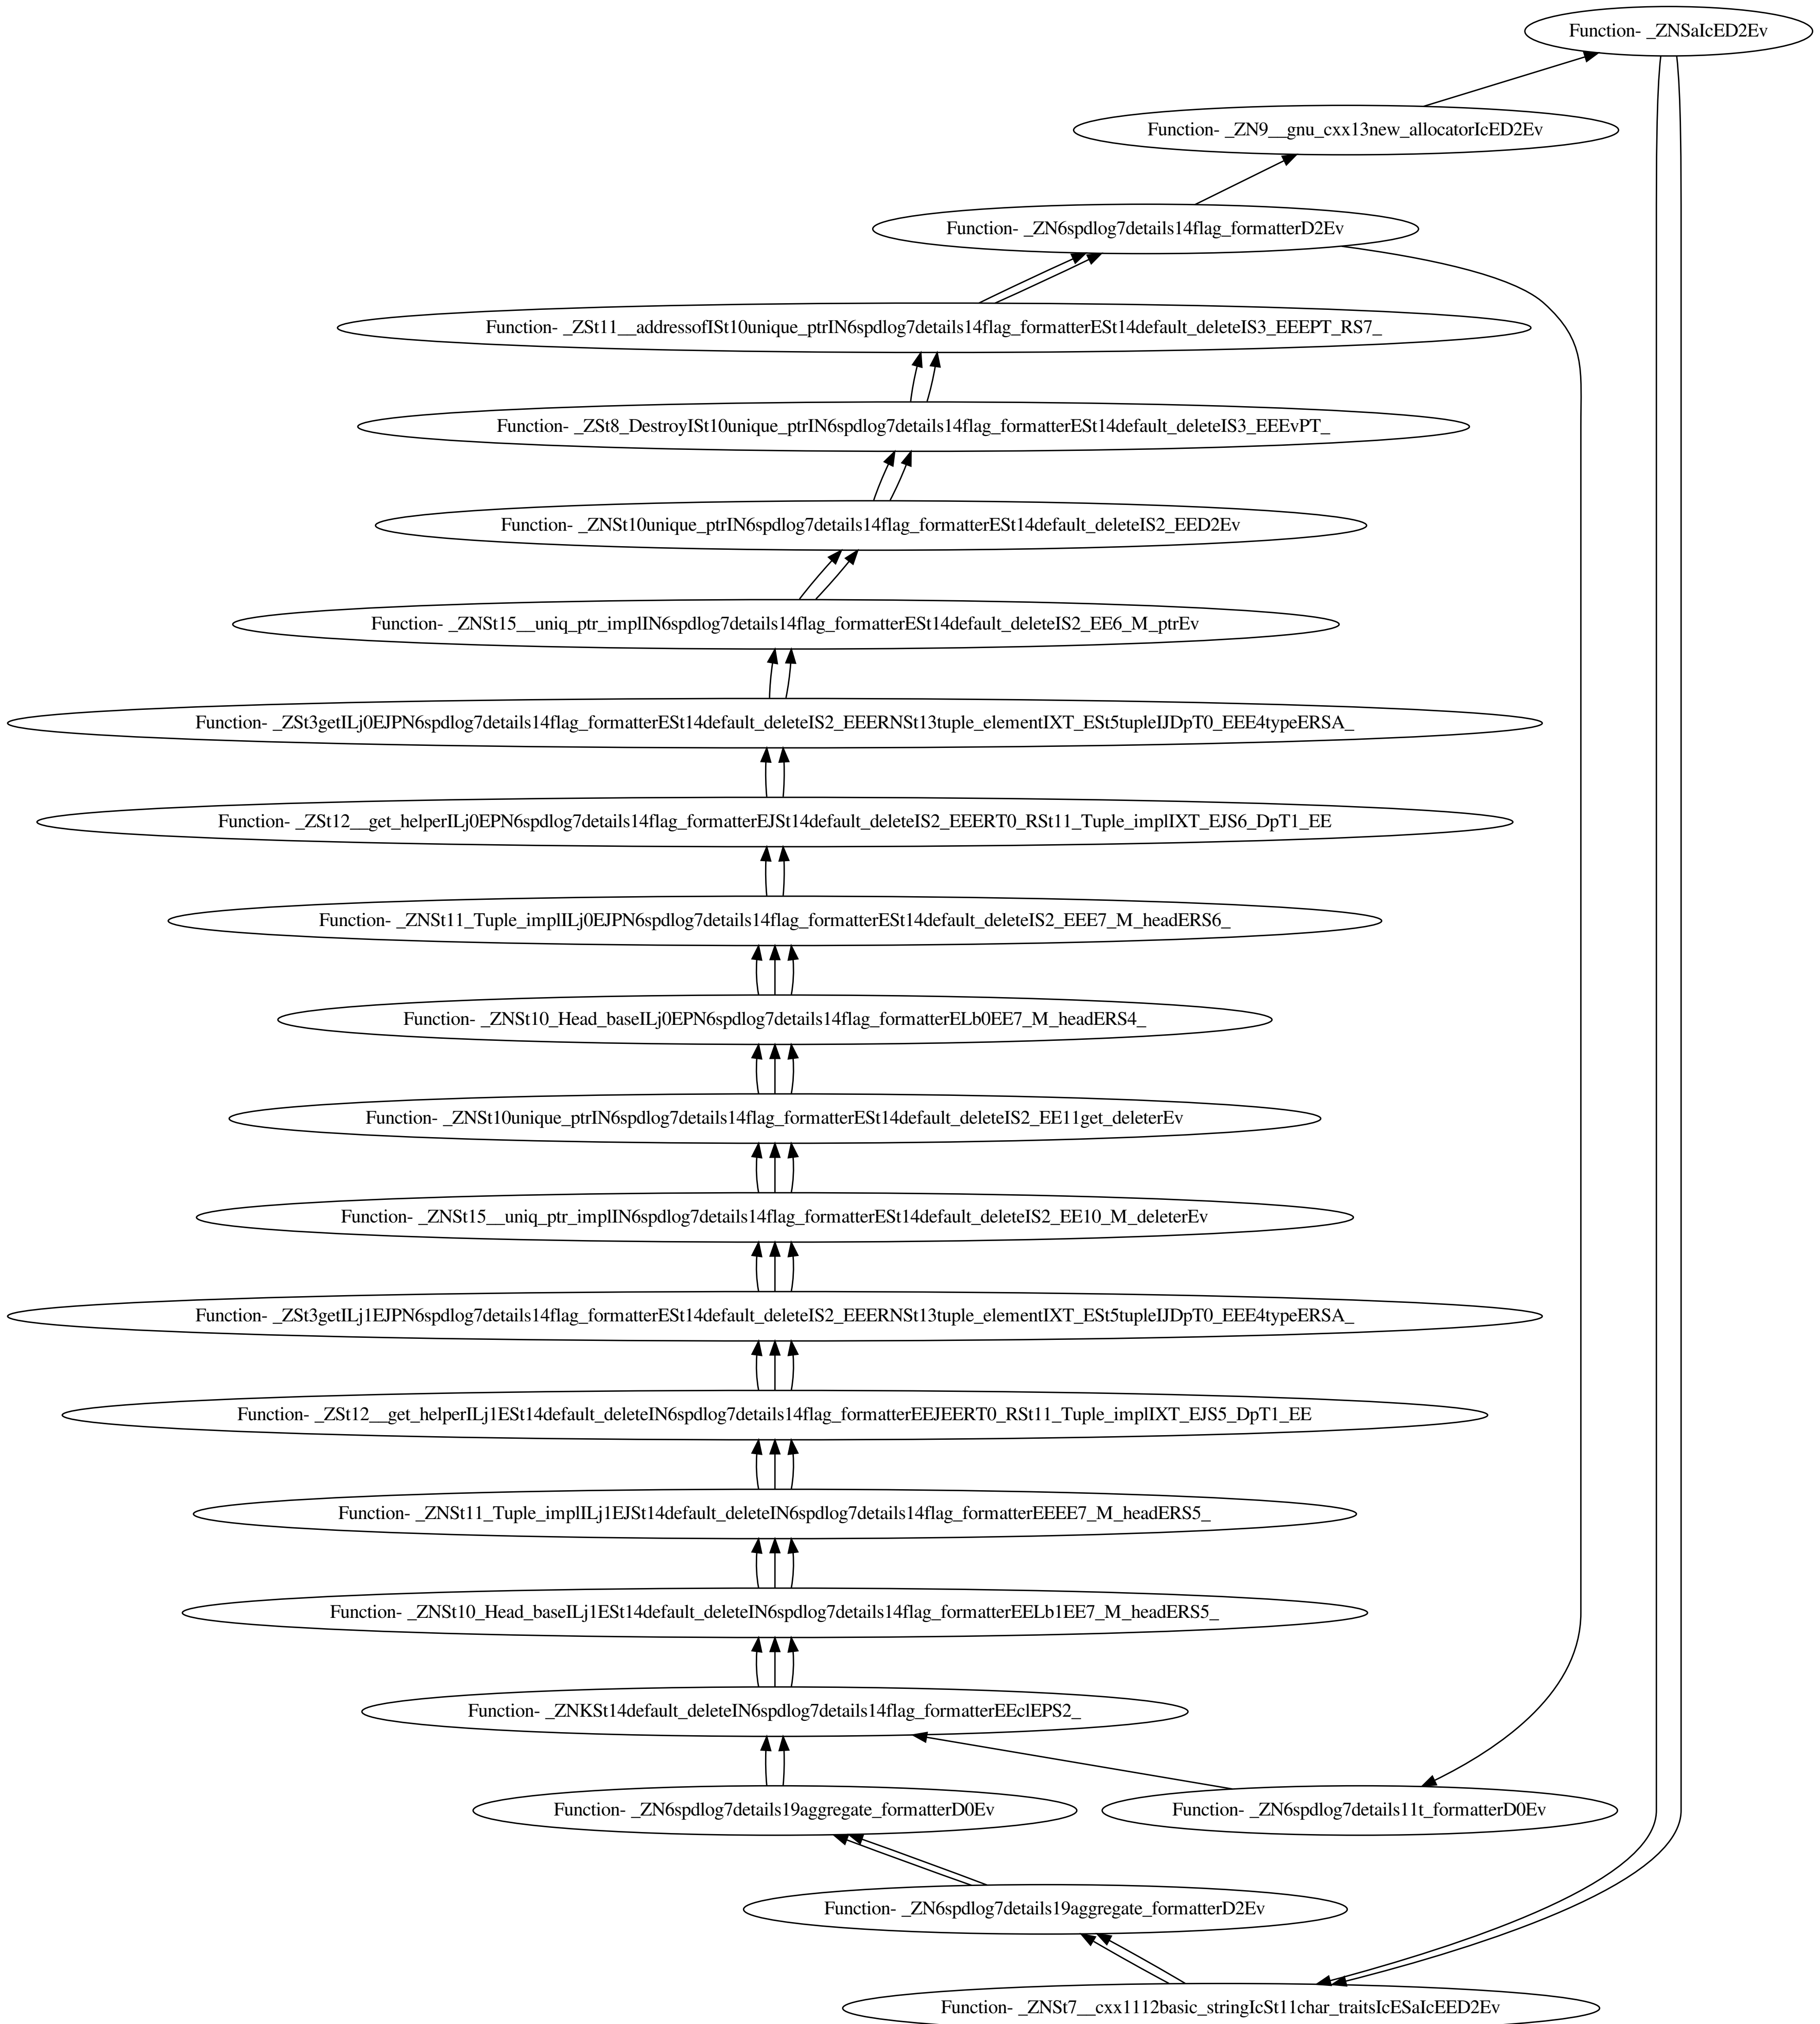 Function- _ZNSaIcED2Ev
Function- _ZN9__gnu_cxx13new_allocatorIcED2Ev
Function- _ZN6spdlog7details14flag_formatterD2Ev
Function- _ZSt11__addressofISt10unique_ptrIN6spdlog7details14flag_formatterESt14default_deleteIS3_EEEPT_RS7_
Function- _ZSt8_DestroyISt10unique_ptrIN6spdlog7details14flag_formatterESt14default_deleteIS3_EEEvPT_
Function- _ZNSt10unique_ptrIN6spdlog7details14flag_formatterESt14default_deleteIS2_EED2Ev
Function- _ZNSt15__uniq_ptr_implIN6spdlog7details14flag_formatterESt14default_deleteIS2_EE6_M_ptrEv
Function- _ZSt3getILj0EJPN6spdlog7details14flag_formatterESt14default_deleteIS2_EEERNSt13tuple_elementIXT_ESt5tupleIJDpT0_EEE4typeERSA_
Function- _ZSt12__get_helperILj0EPN6spdlog7details14flag_formatterEJSt14default_deleteIS2_EEERT0_RSt11_Tuple_implIXT_EJS6_DpT1_EE
Function- _ZNSt11_Tuple_implILj0EJPN6spdlog7details14flag_formatterESt14default_deleteIS2_EEE7_M_headERS6_
Function- _ZNSt10_Head_baseILj0EPN6spdlog7details14flag_formatterELb0EE7_M_headERS4_
Function- _ZNSt10unique_ptrIN6spdlog7details14flag_formatterESt14default_deleteIS2_EE11get_deleterEv
Function- _ZNSt15__uniq_ptr_implIN6spdlog7details14flag_formatterESt14default_deleteIS2_EE10_M_deleterEv
Function- _ZSt3getILj1EJPN6spdlog7details14flag_formatterESt14default_deleteIS2_EEERNSt13tuple_elementIXT_ESt5tupleIJDpT0_EEE4typeERSA_
Function- _ZSt12__get_helperILj1ESt14default_deleteIN6spdlog7details14flag_formatterEEJEERT0_RSt11_Tuple_implIXT_EJS5_DpT1_EE
Function- _ZNSt11_Tuple_implILj1EJSt14default_deleteIN6spdlog7details14flag_formatterEEEE7_M_headERS5_
Function- _ZNSt10_Head_baseILj1ESt14default_deleteIN6spdlog7details14flag_formatterEELb1EE7_M_headERS5_
Function- _ZNKSt14default_deleteIN6spdlog7details14flag_formatterEEclEPS2_
Function- _ZN6spdlog7details19aggregate_formatterD0Ev
Function- _ZN6spdlog7details11t_formatterD0Ev
Function- _ZN6spdlog7details19aggregate_formatterD2Ev
Function- _ZNSt7__cxx1112basic_stringIcSt11char_traitsIcESaIcEED2Ev